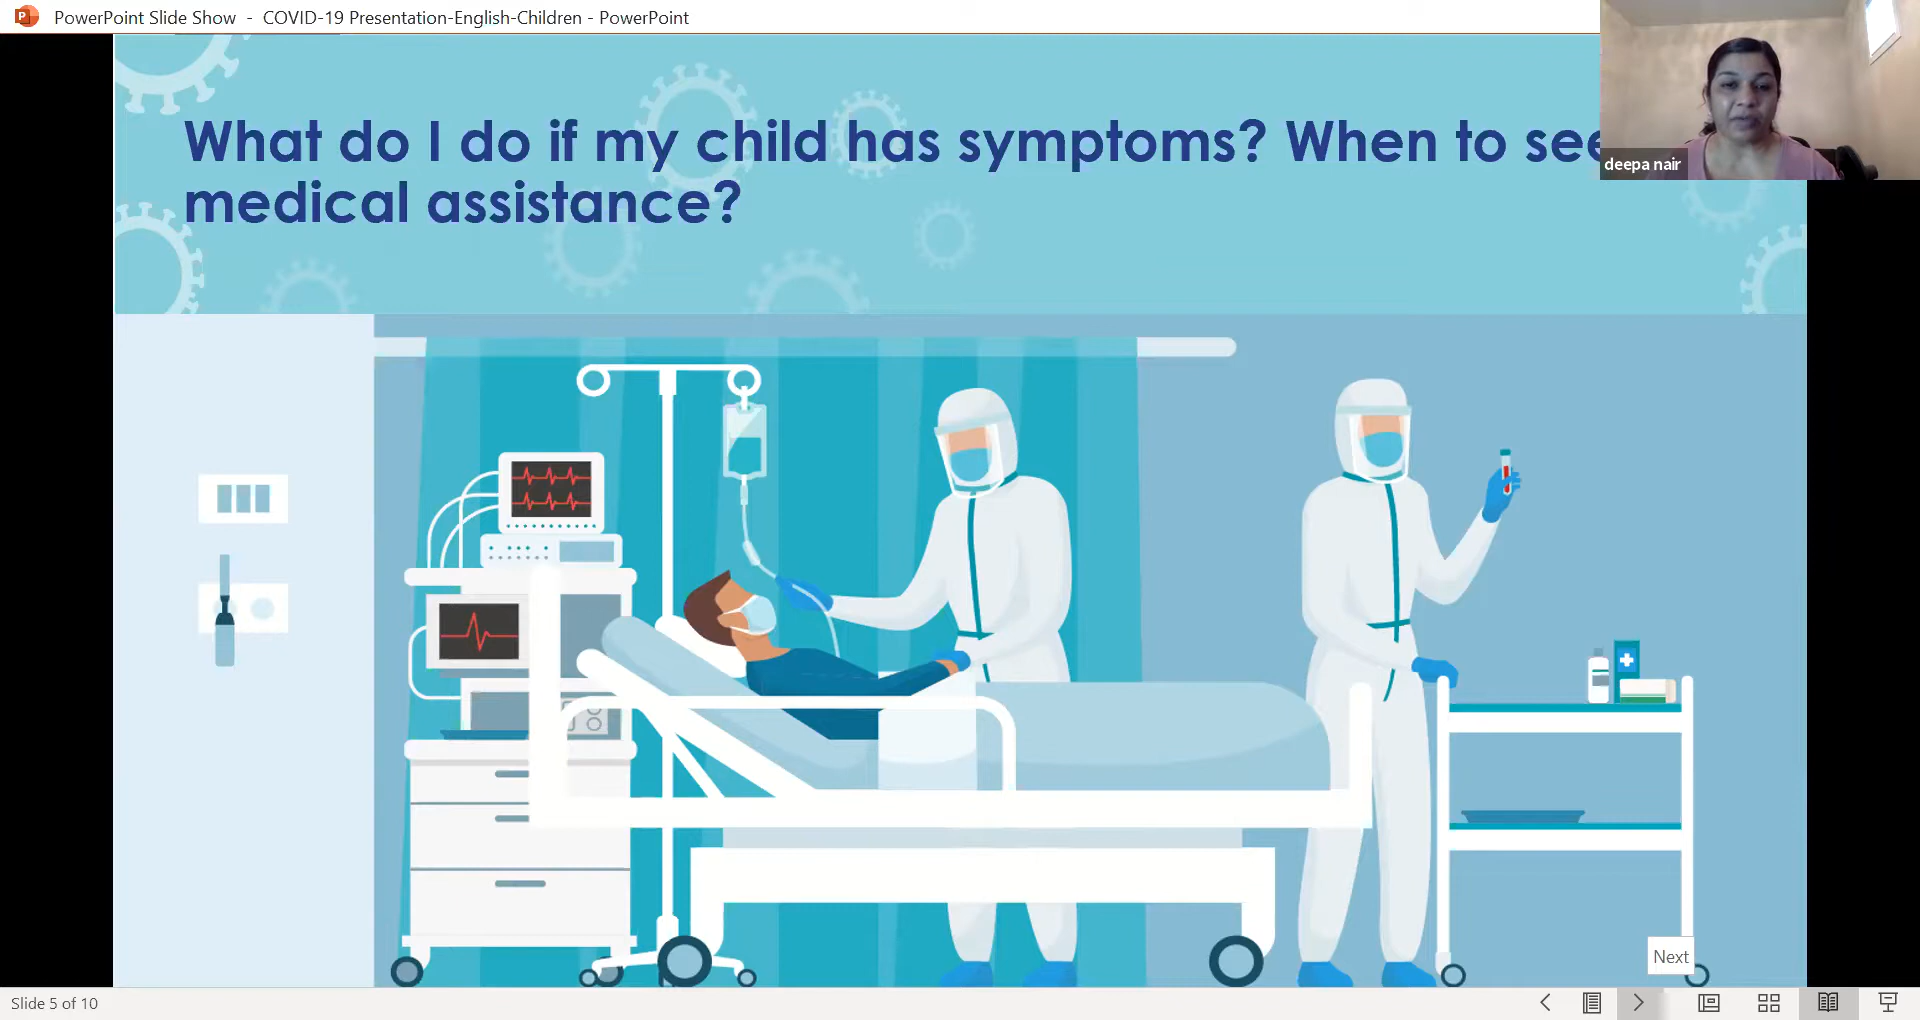 PowerPoint Slide Show - COVID-19 Presentation-English-Children - PowerPoint
What do I do if my child has symptoms? When to see
medical assistance?
deepa nair
Next
Slide 5 of 10